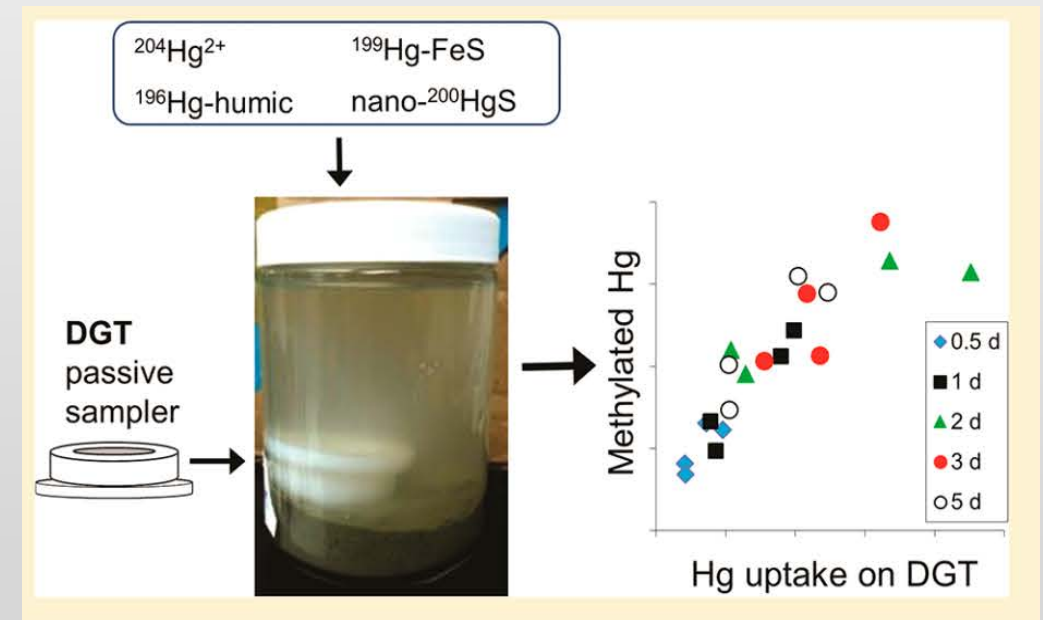 ²⁰⁴Hg²⁺ ¹⁹⁹Hg-FeS
¹⁹⁶Hg-humic nano-²⁰⁰HgS
DGT
passive
sampler
Methylated Hg
0.5 d
1 d
2 d
3 d
5 d
Hg uptake on DGT